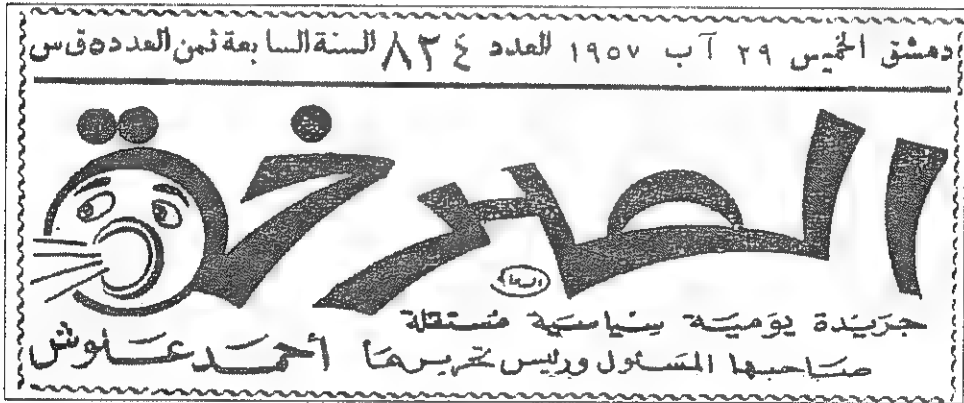 دمشق الخميس ٢٩ آب ١٩٥٧ العدد ٨٣٤ السنة السابعة ثمن العدد ٥ ق س
الصرخة
جريدة يومية سياسية مستقلة
صاحبها المسئول ورئيس تحريرها أحمد علوش